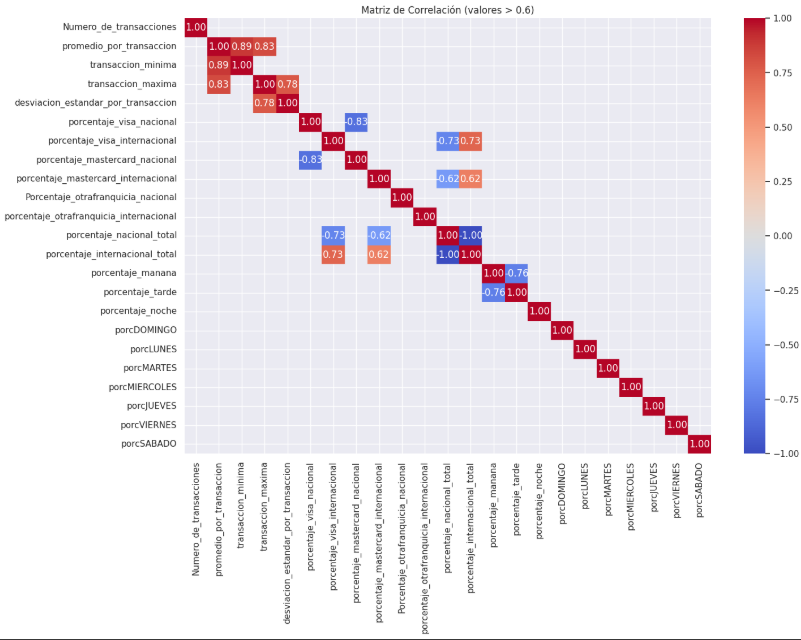 Matriz de Correlación (valores > 0.6)
Numero_de_transacciones 1.00
promedio_por_transaccion 1.00 0.89 0.83
transaccion_minima 0.89 1.00
transaccion_maxima 0.83 1.00 0.78
desviacion_estandar_por_transaccion 0.78 1.00
porcentaje_visa_nacional 1.00 -0.83
porcentaje_visa_internacional 1.00 -0.73 0.73
porcentaje_mastercard_nacional -0.83 1.00
porcentaje_mastercard_internacional 1.00 -0.62 0.62
Porcentaje_otrafranquicia_nacional 1.00
porcentaje_otrafranquicia_internacional 1.00
porcentaje_nacional_total -0.73 -0.62 1.00 -1.00
porcentaje_internacional_total 0.73 0.62 -1.00 1.00
porcentaje_manana 1.00 -0.76
porcentaje_tarde -0.76 1.00
porcentaje_noche 1.00
porcDOMINGO 1.00
porcLUNES 1.00
porcMARTES 1.00
porcMIERCOLES 1.00
porcJUEVES 1.00
porcVIERNES 1.00
porcSABADO 1.00
Numero_de_transacciones
promedio_por_transaccion
transaccion_minima
transaccion_maxima
desviacion_estandar_por_transaccion
porcentaje_visa_nacional
porcentaje_visa_internacional
porcentaje_mastercard_nacional
porcentaje_mastercard_internacional
Porcentaje_otrafranquicia_nacional
porcentaje_otrafranquicia_internacional
porcentaje_nacional_total
porcentaje_internacional_total
porcentaje_manana
porcentaje_tarde
porcentaje_noche
porcDOMINGO
porcLUNES
porcMARTES
porcMIERCOLES
porcJUEVES
porcVIERNES
porcSABADO
1.00
0.75
0.50
0.25
0.00
−0.25
−0.50
−0.75
−1.00